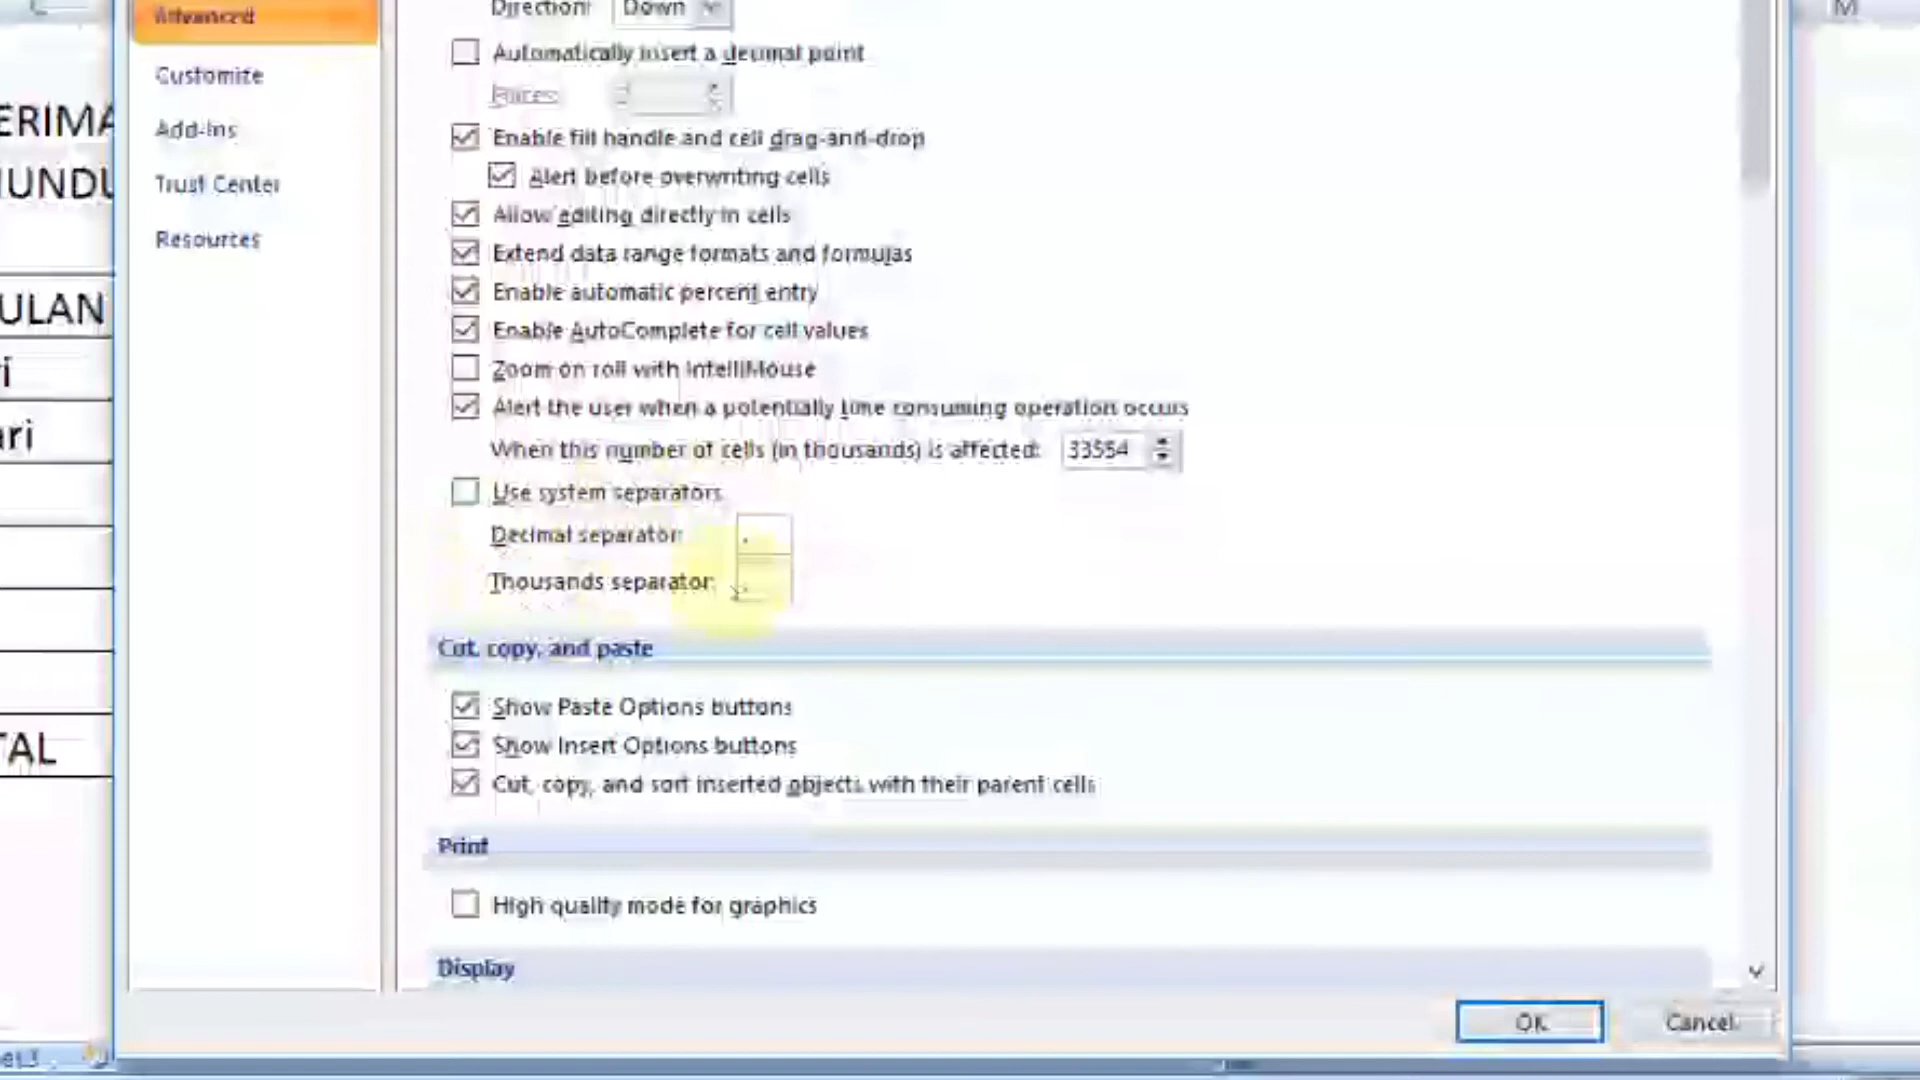 M
Advanced
Direction: Down
Automatically insert a decimal point
Customize
Places:
ERIMA
Add-Ins
Enable fill handle and cell drag-and-drop
Alert before overwriting cells
Trust Center
Allow editing directly in cells
Resources
Extend data range formats and formulas
Enable automatic percent entry
ULAN
Enable AutoComplete for cell values
Zoom on roll with IntelliMouse
ri
Alert the user when a potentially time consuming operation occurs
ari
When this number of cells (in thousands) is affected: 33554
Use system separators
Decimal separator:
Thousands separator:
Cut, copy, and paste
Show Paste Options buttons
TAL
Show Insert Options buttons
Cut, copy, and sort inserted objects with their parent cells
Print
High quality mode for graphics
Display
OK
Cancel